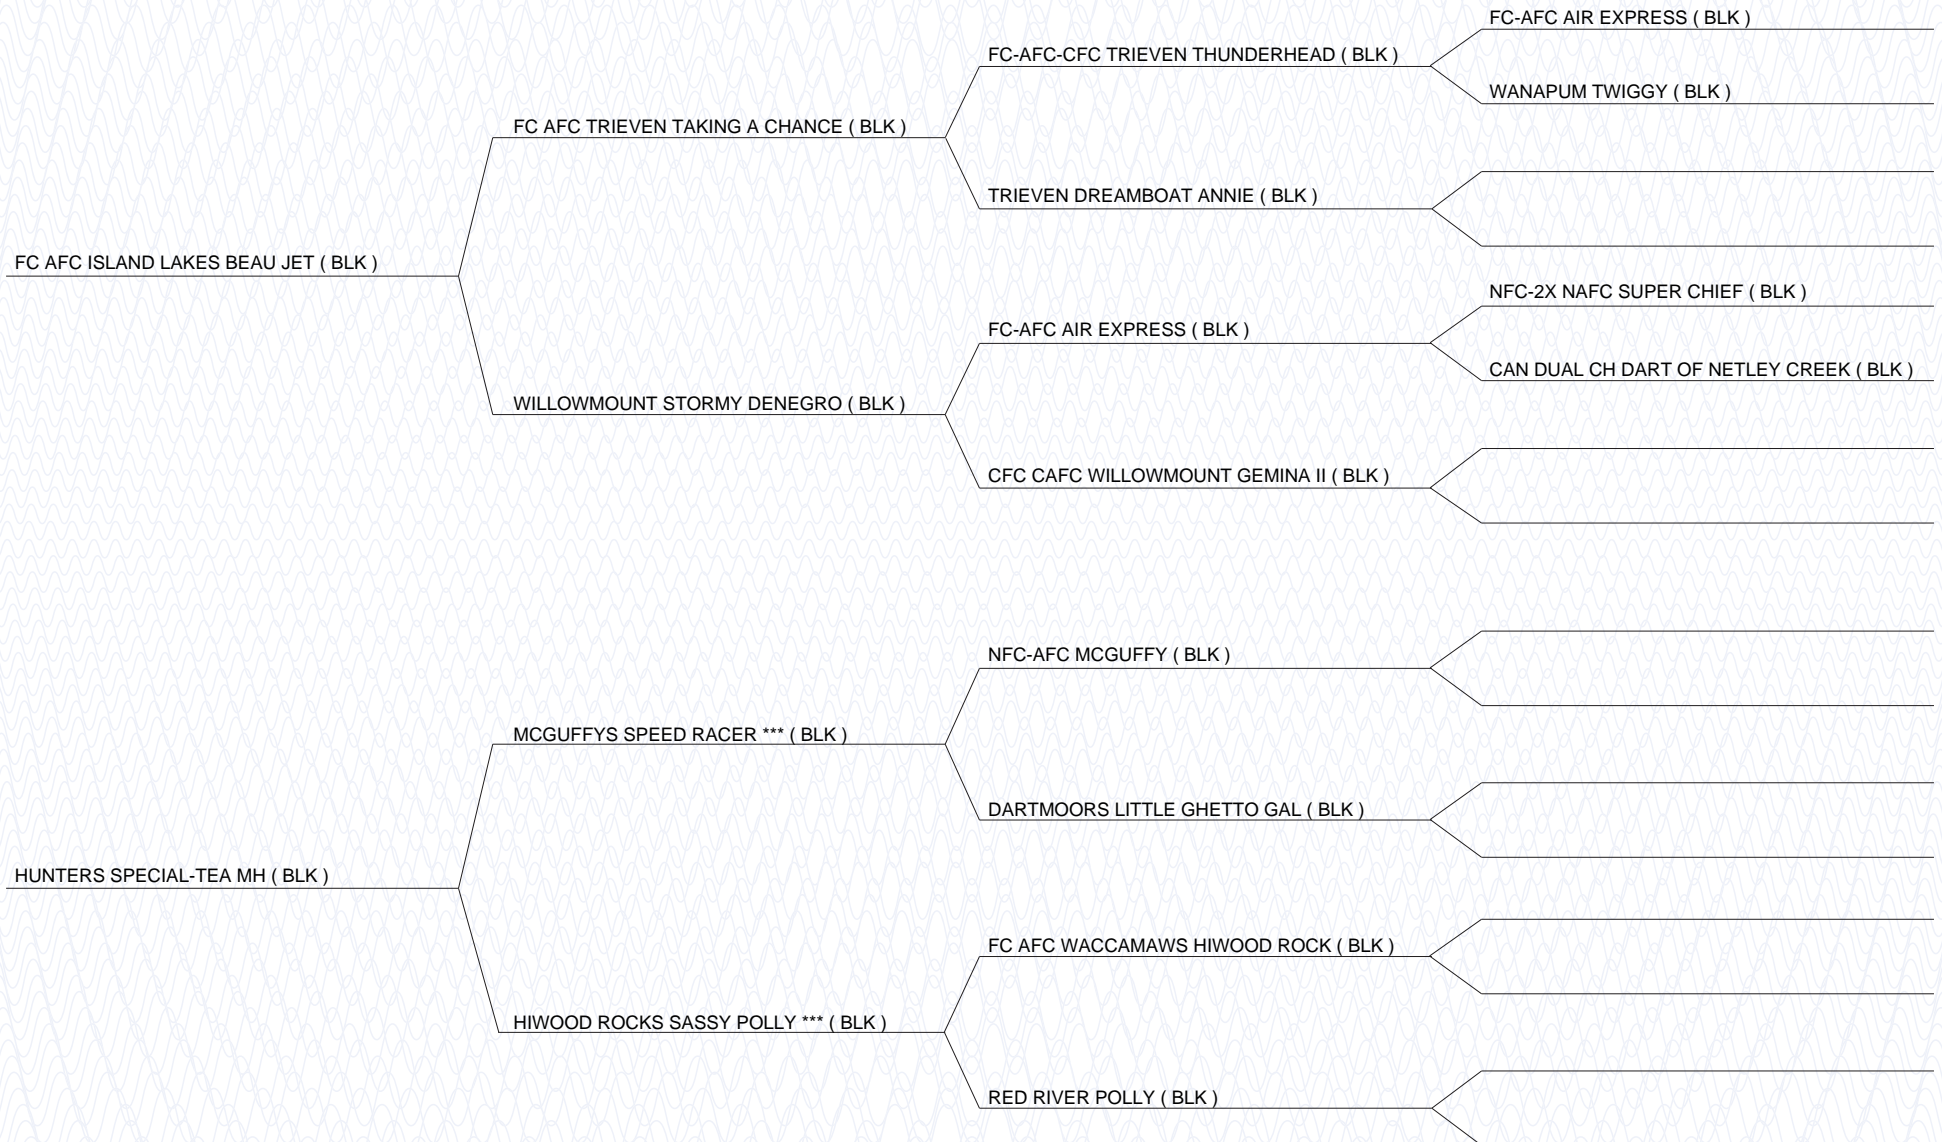 FC-AFC AIR EXPRESS ( BLK )
FC-AFC-CFC TRIEVEN THUNDERHEAD ( BLK )
WANAPUM TWIGGY ( BLK )
FC AFC TRIEVEN TAKING A CHANCE ( BLK )
TRIEVEN DREAMBOAT ANNIE ( BLK )
FC AFC ISLAND LAKES BEAU JET ( BLK )
NFC-2X NAFC SUPER CHIEF ( BLK )
FC-AFC AIR EXPRESS ( BLK )
CAN DUAL CH DART OF NETLEY CREEK ( BLK )
WILLOWMOUNT STORMY DENEGRO ( BLK )
CFC CAFC WILLOWMOUNT GEMINA II ( BLK )
NFC-AFC MCGUFFY ( BLK )
MCGUFFYS SPEED RACER *** ( BLK )
DARTMOORS LITTLE GHETTO GAL ( BLK )
HUNTERS SPECIAL-TEA MH ( BLK )
FC AFC WACCAMAWS HIWOOD ROCK ( BLK )
HIWOOD ROCKS SASSY POLLY *** ( BLK )
RED RIVER POLLY ( BLK )